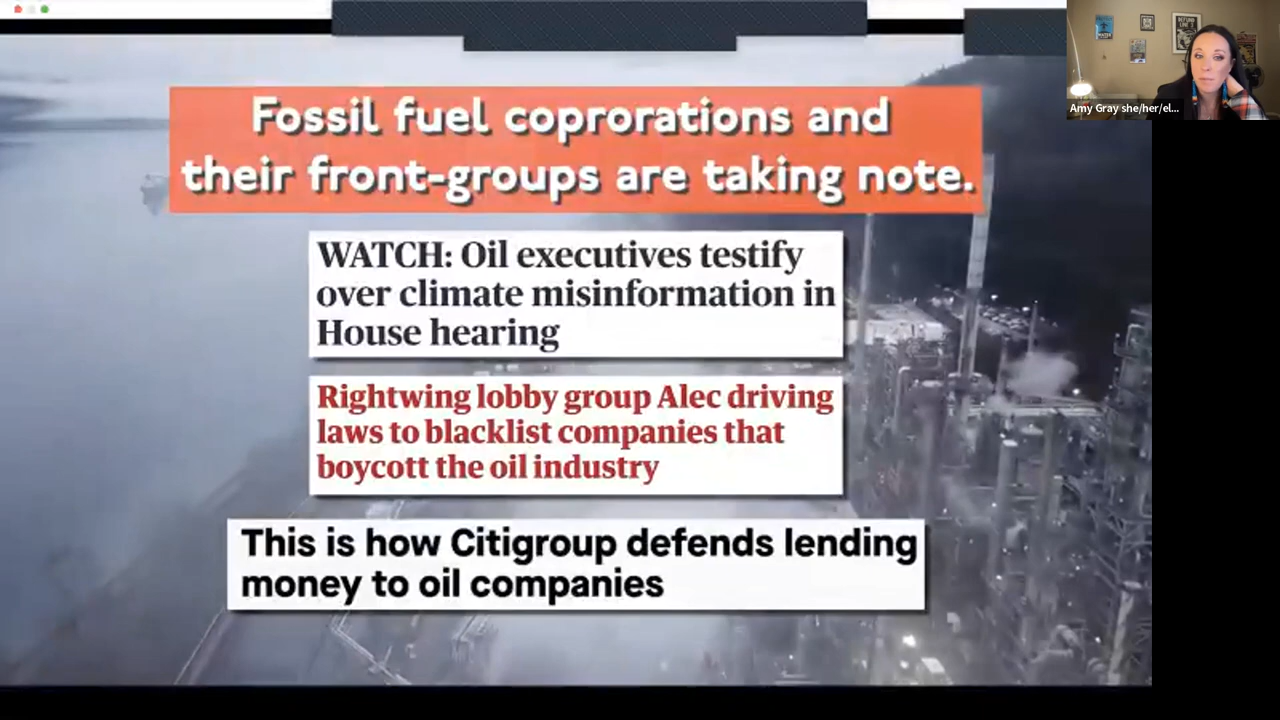 Fossil fuel coprorations and
their front-groups are taking note.
WATCH: Oil executives testify
over climate misinformation in
House hearing
Rightwing lobby group Alec driving
laws to blacklist companies that
boycott the oil industry
This is how Citigroup defends lending
money to oil companies
Amy Gray she/her/el...